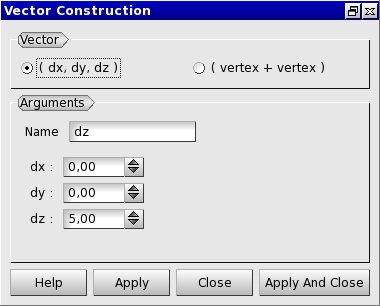 Vector Construction
Vector
( dx, dy, dz ) ( vertex + vertex )
Arguments
Name dz
dx : 0,00
dy : 0,00
dz : 5,00
Help Apply Close Apply And Close